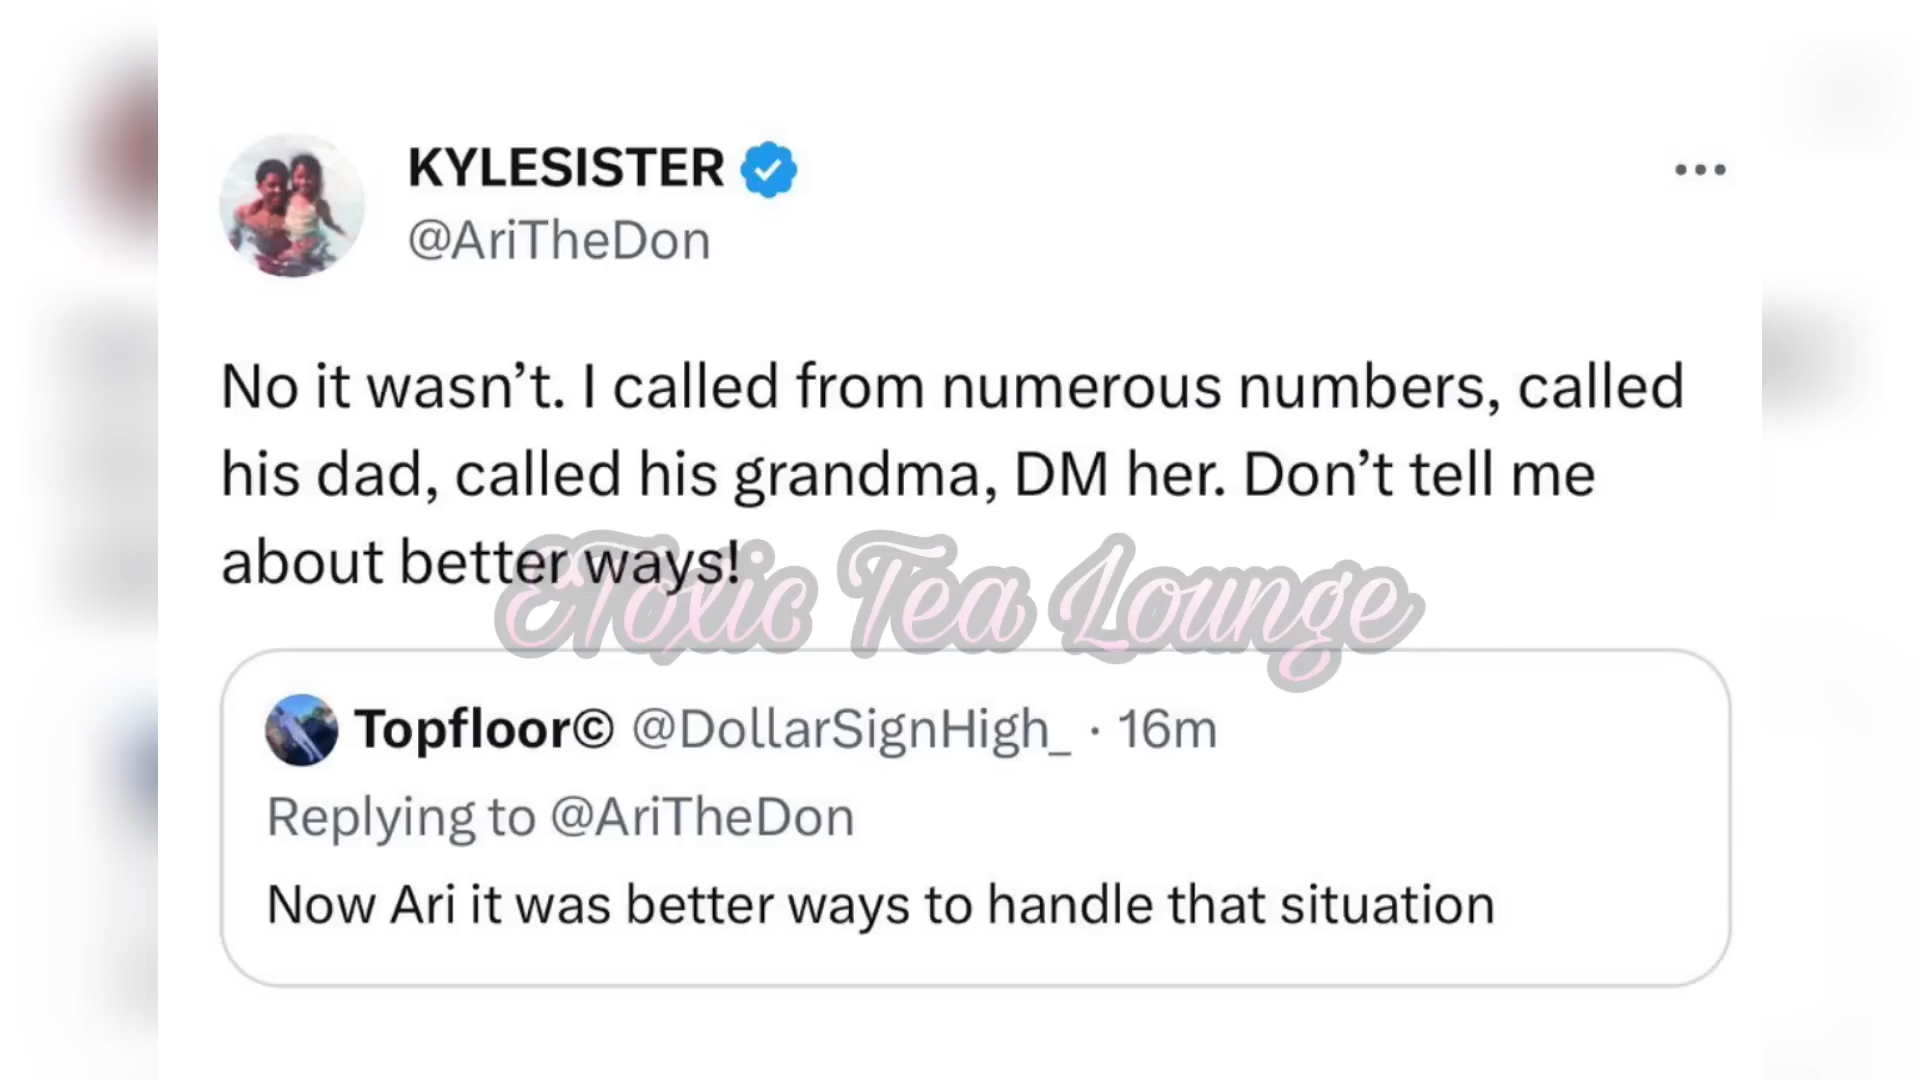 KYLESISTER
@AriTheDon
No it wasn’t. I called from numerous numbers, called
his dad, called his grandma, DM her. Don’t tell me
about better ways!
EToxic Tea Lounge
Topfloor© @DollarSignHigh_ · 16m
Replying to @AriTheDon
Now Ari it was better ways to handle that situation